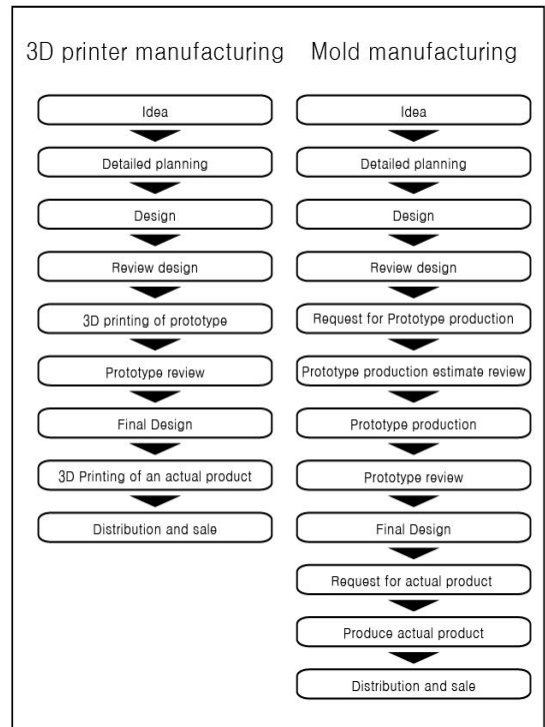 3D printer manufacturing
Idea
Detailed planning
Design
Review design
3D printing of prototype
Prototype review
Final Design
3D Printing of an actual product
Distribution and sale
Mold manufacturing
Idea
Detailed planning
Design
Review design
Request for Prototype production
Prototype production estimate review
Prototype production
Prototype review
Final Design
Request for actual product
Produce actual product
Distribution and sale